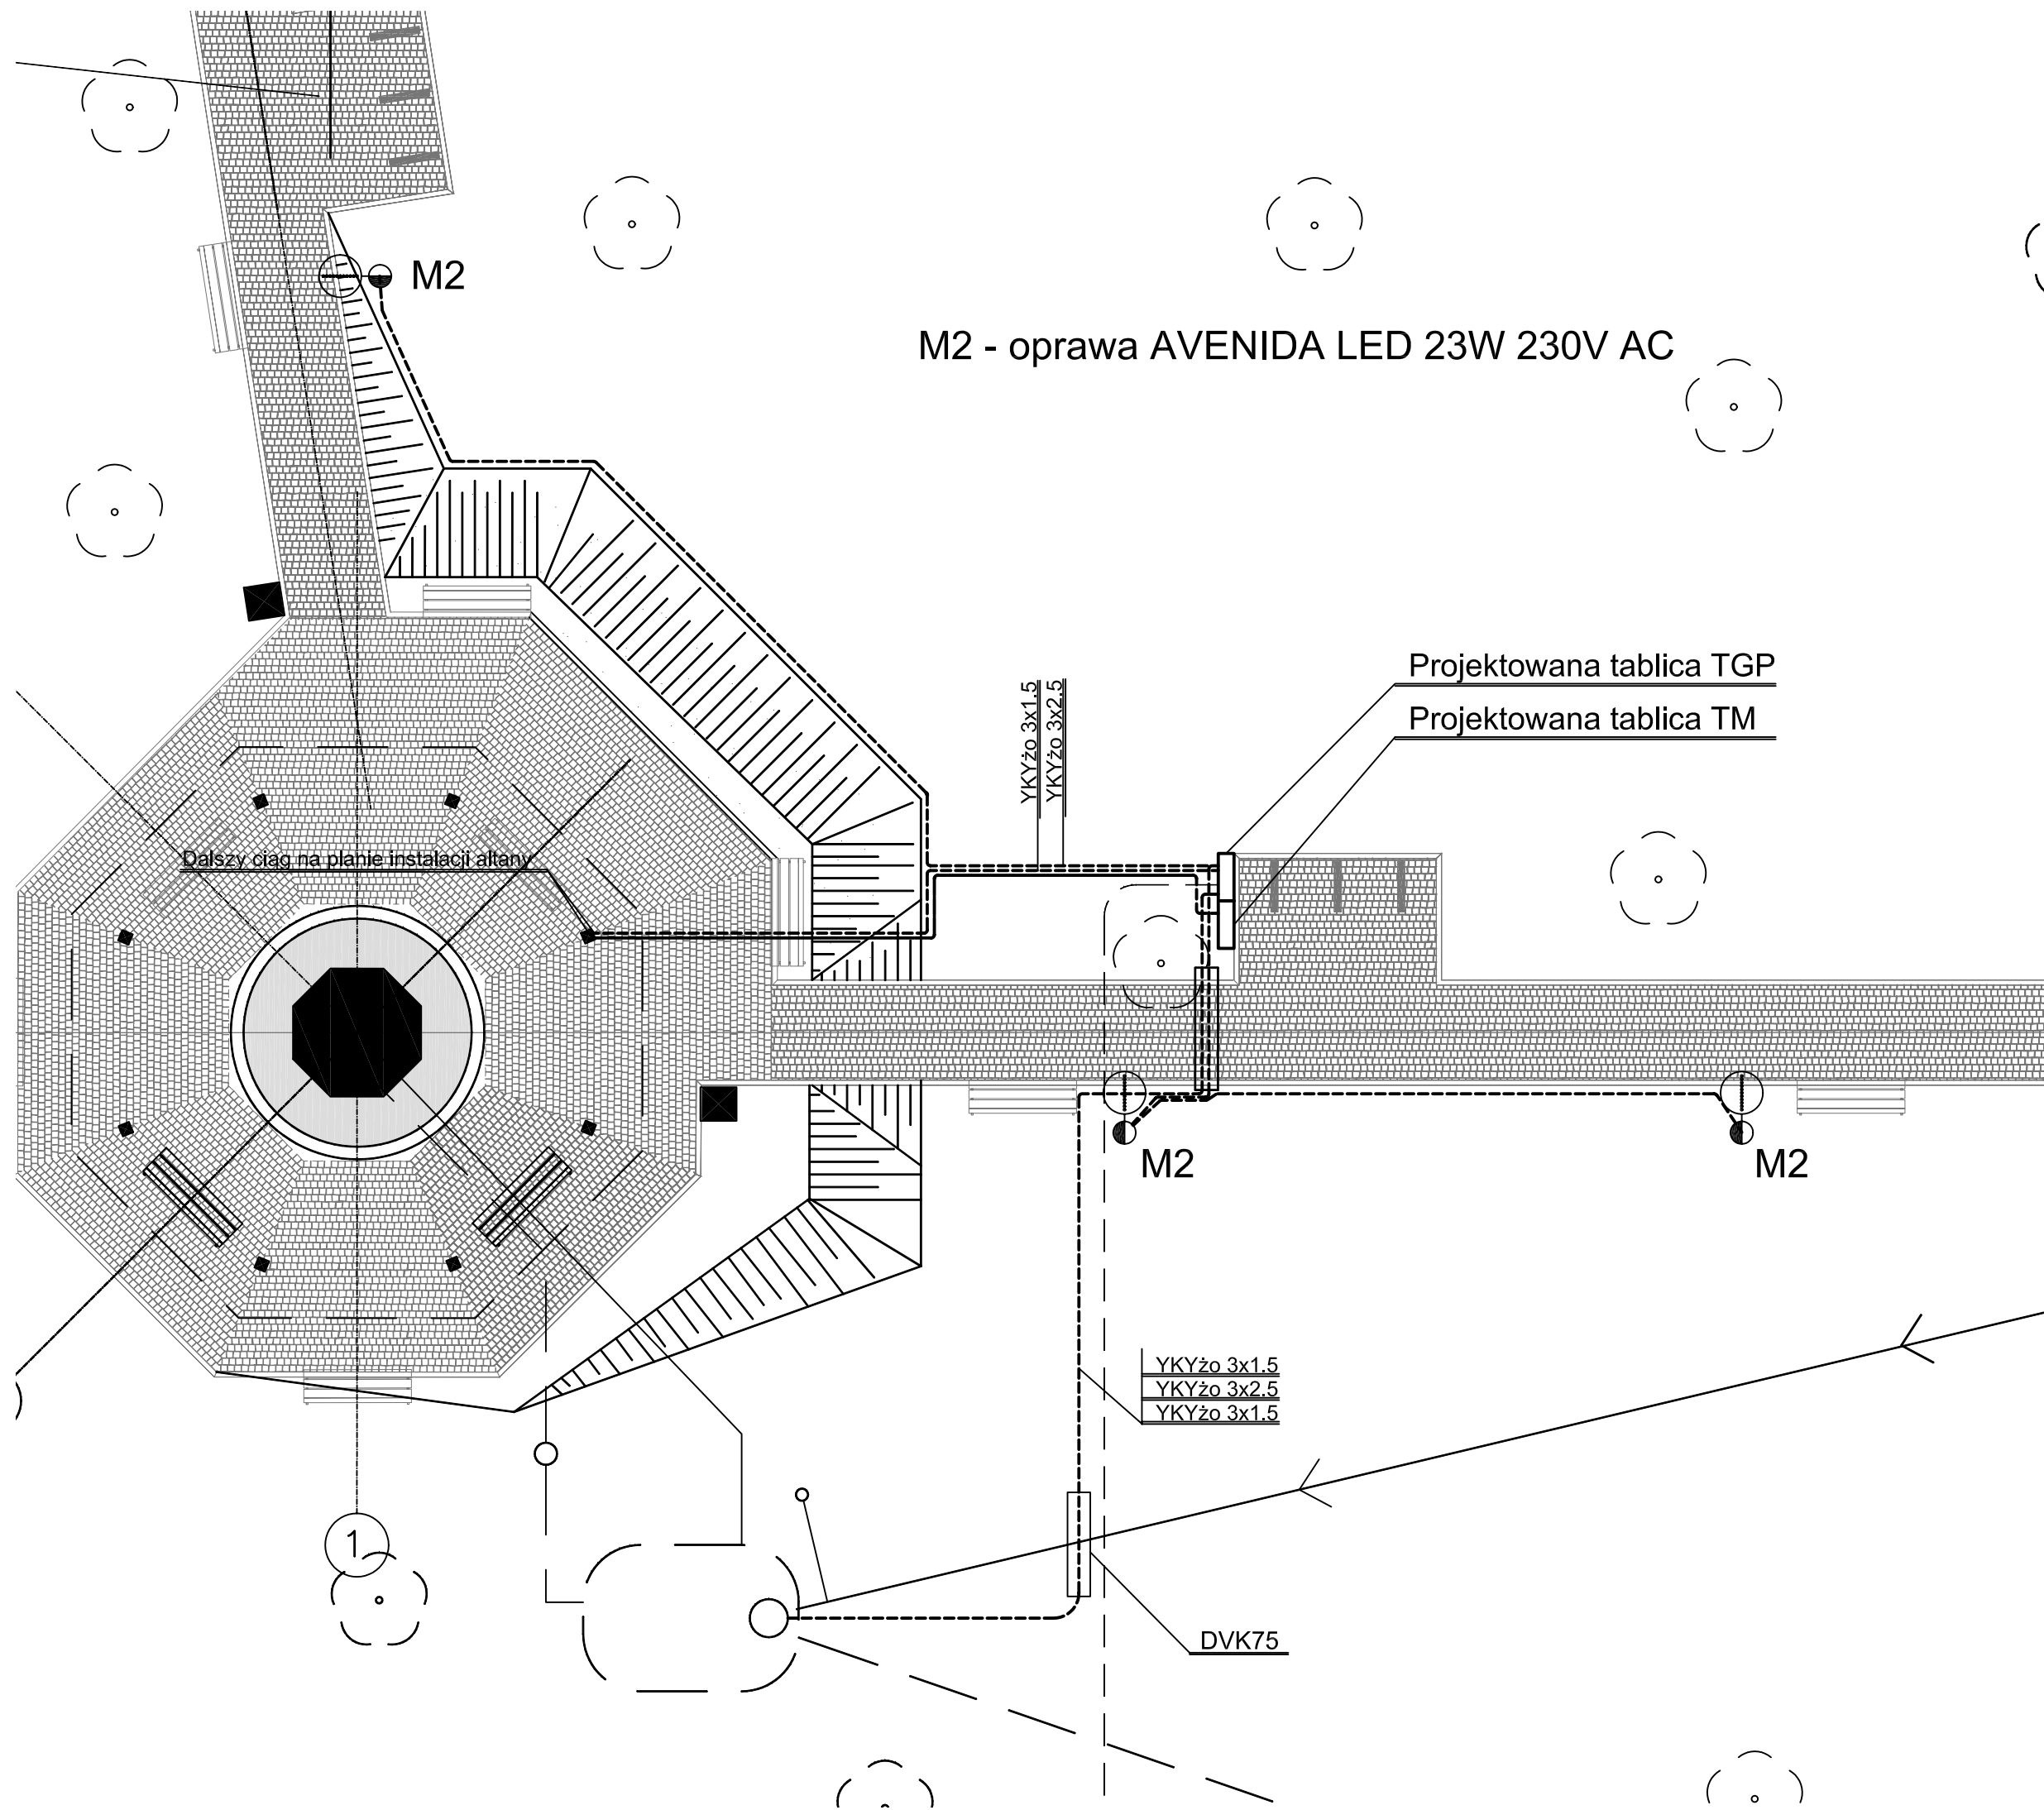 M2
M2 - oprawa AVENIDA LED 23W 230V AC
Projektowana tablica TGP
Projektowana tablica TM
YKYżo 3x1.5
YKYżo 3x2.5
Dalszy ciąg na planie instalacji altany
M2
M2
YKYżo 3x1.5
YKYżo 3x2.5
YKYżo 3x1.5
1
DVK75